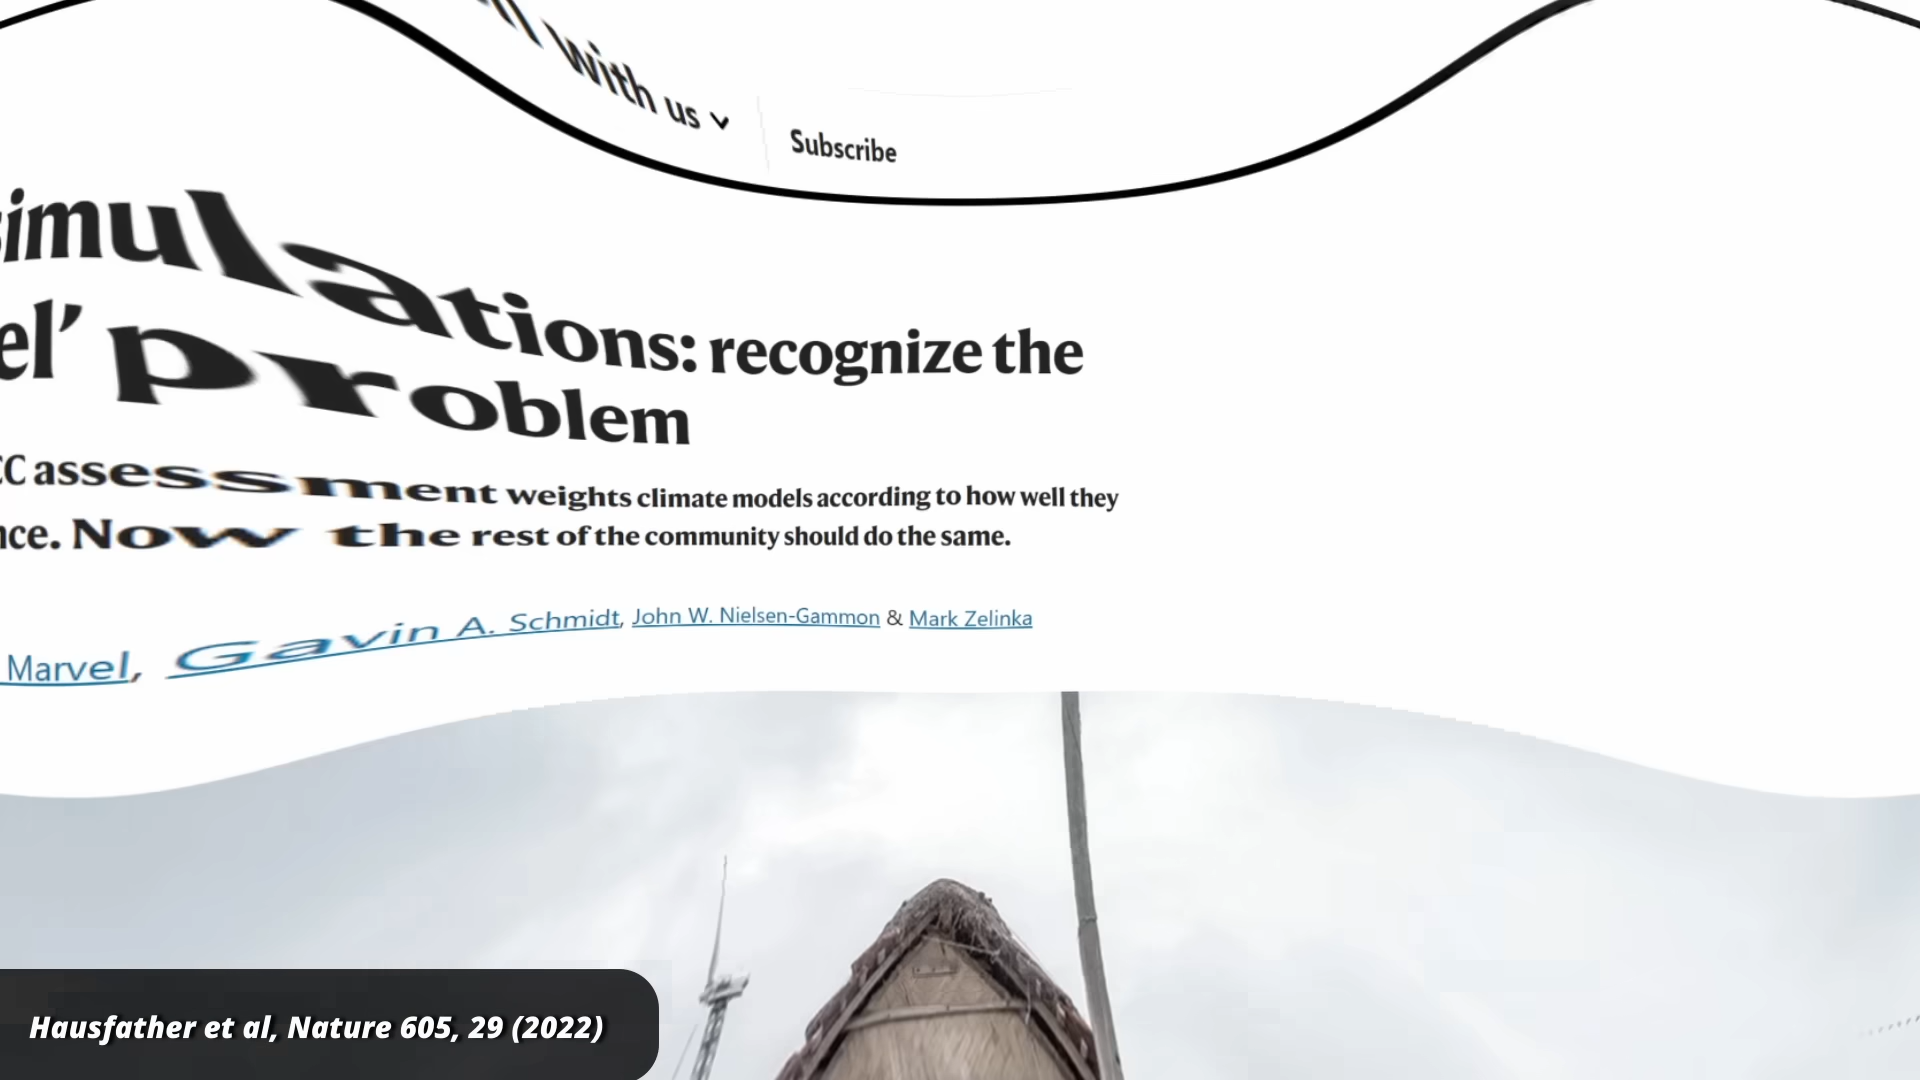 with us
Subscribe
simulations: recognize the
el’ problem
CC assessment weights climate models according to how well they
nce. Now the rest of the community should do the same.
Marvel, Gavin A. Schmidt, John W. Nielsen-Gammon & Mark Zelinka
Hausfather et al, Nature 605, 29 (2022)